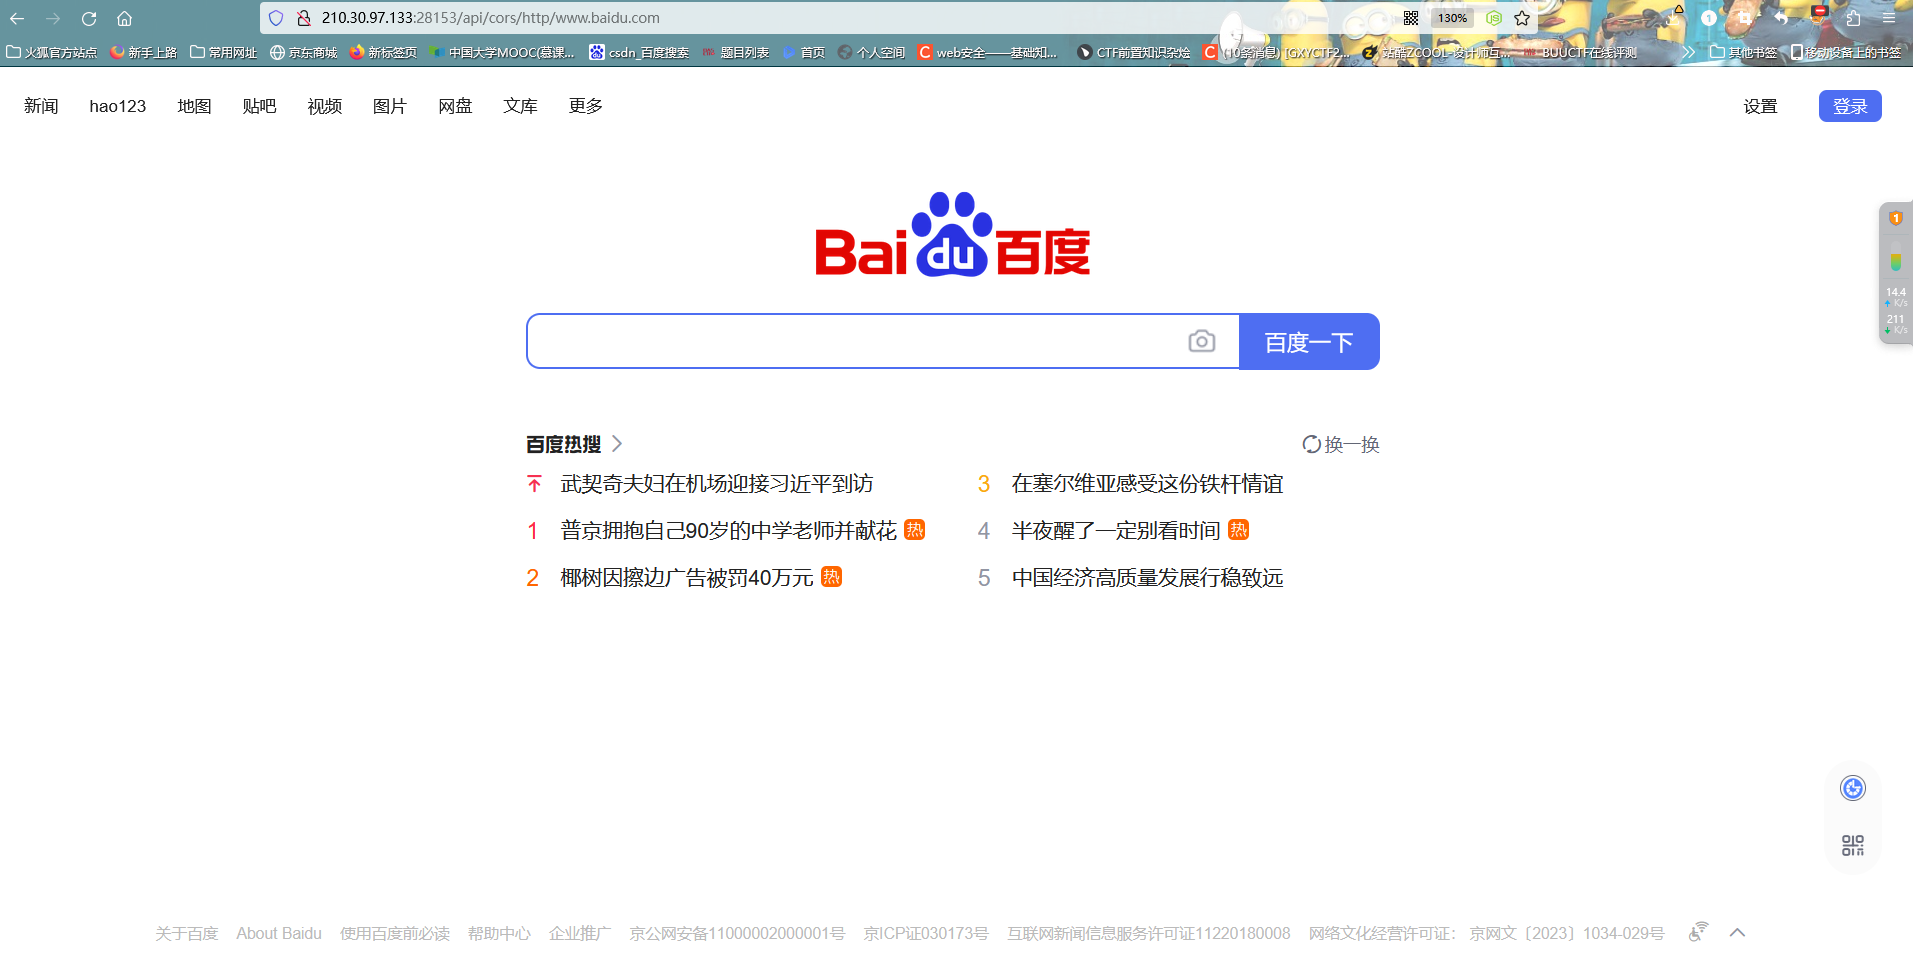 210.30.97.133:28153/api/cors/http/www.baidu.com
130%
火狐官方站点 新手上路 常用网址 京东商城 新标签页 中国大学MOOC(慕课... csdn_百度搜索 题目列表 首页 个人空间 web安全——基础知... CTF前置知识杂烩 (10条消息) [GXYCTF2... 站酷ZCOOL-设计师互... BUUCTF在线评测 其他书签 移动设备上的书签
新闻 hao123 地图 贴吧 视频 图片 网盘 文库 更多 设置 登录
Bai du 百度
百度一下
1
14.4
K/s
211
K/s
百度热搜 换一换
武契奇夫妇在机场迎接习近平到访
1 普京拥抱自己90岁的中学老师并献花 热
2 椰树因擦边广告被罚40万元 热
3 在塞尔维亚感受这份铁杆情谊
4 半夜醒了一定别看时间 热
5 中国经济高质量发展行稳致远
关于百度 About Baidu 使用百度前必读 帮助中心 企业推广 京公网安备11000002000001号 京ICP证030173号 互联网新闻信息服务许可证11220180008 网络文化经营许可证： 京网文〔2023〕1034-029号